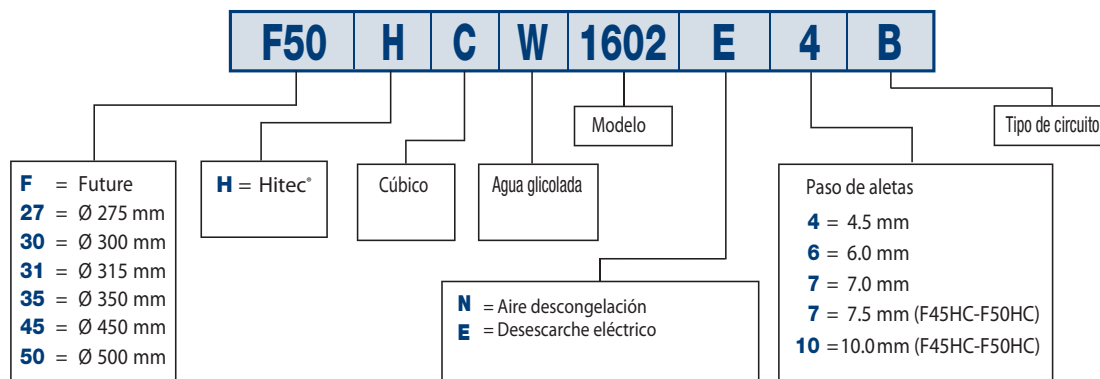 F50 H C W 1602 E 4 B
Modelo
Tipo de circuito
F = Future
27 = Ø 275 mm
30 = Ø 300 mm
31 = Ø 315 mm
35 = Ø 350 mm
45 = Ø 450 mm
50 = Ø 500 mm
H = Hitec®
Cúbico
Agua glicolada
N = Aire descongelación
E = Desescarche eléctrico
Paso de aletas
4 = 4.5 mm
6 = 6.0 mm
7 = 7.0 mm
7 = 7.5 mm (F45HC-F50HC)
10 =10.0mm (F45HC-F50HC)